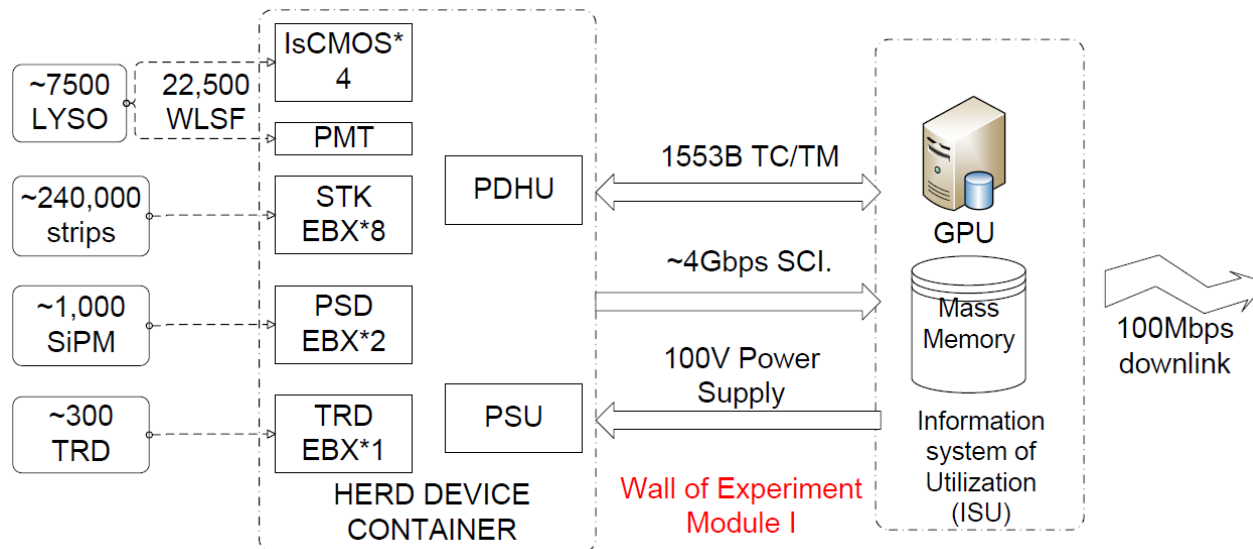 ~7500
LYSO
22,500
WLSF
IsCMOS*
4
PMT
~240,000
strips
STK
EBX*8
~1,000
SiPM
PSD
EBX*2
~300
TRD
TRD
EBX*1
PDHU
PSU
HERD DEVICE
CONTAINER
1553B TC/TM
~4Gbps SCI.
100V Power
Supply
Wall of Experiment
Module I
GPU
Mass
Memory
Information
system of
Utilization
(ISU)
100Mbps
downlink